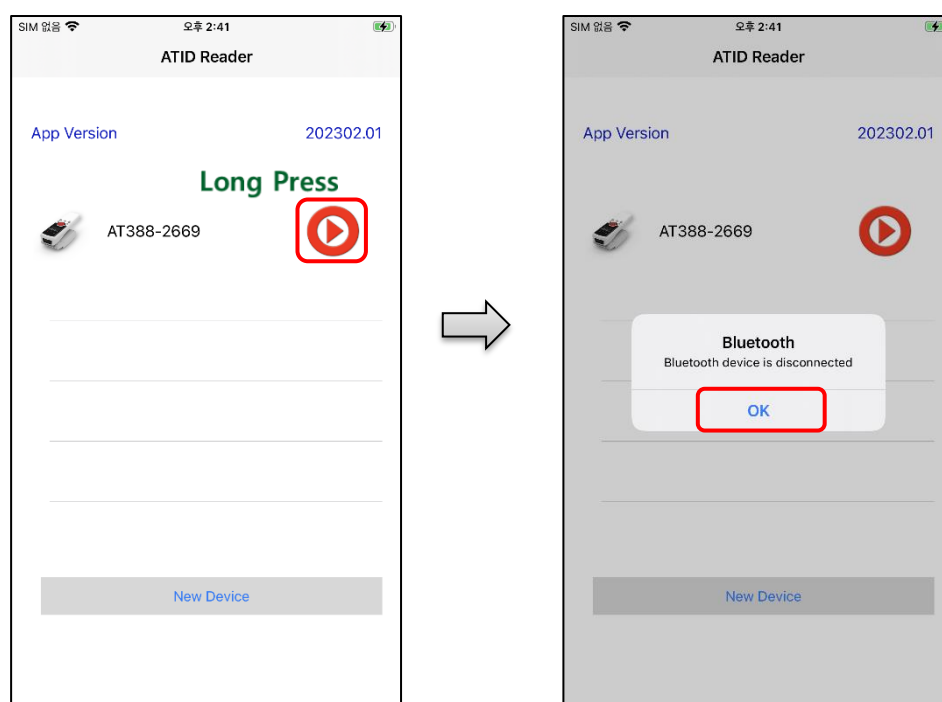 SIM 없음 오후 2:41
ATID Reader
App Version 202302.01
Long Press
AT388-2669
New Device
SIM 없음 오후 2:41
ATID Reader
App Version 202302.01
AT388-2669
Bluetooth
Bluetooth device is disconnected
OK
New Device